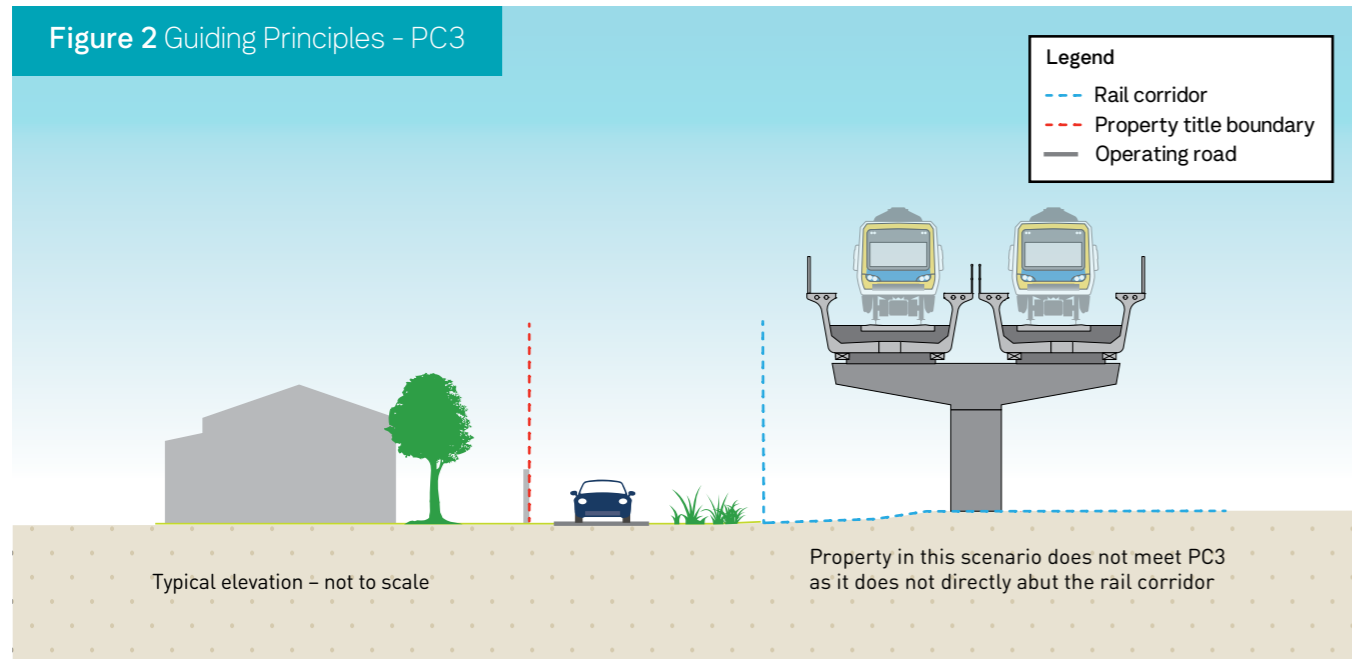 Figure 2 Guiding Principles - PC3
Legend
Rail corridor
Property title boundary
Operating road
Typical elevation – not to scale
Property in this scenario does not meet PC3
as it does not directly abut the rail corridor